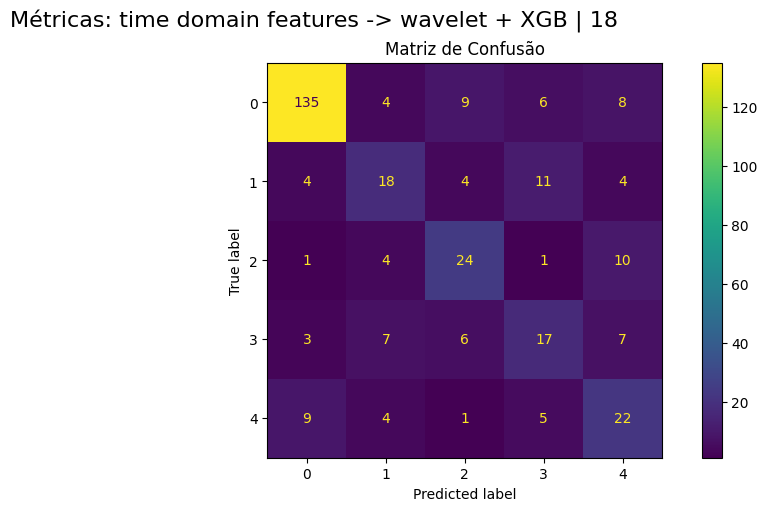 Métricas: time domain features -> wavelet + XGB | 18
Matriz de Confusão
0 135 4 9 6 8
1 4 18 4 11 4
2 1 4 24 1 10
3 3 7 6 17 7
4 9 4 1 5 22
0 1 2 3 4
True label
Predicted label
120
100
80
60
40
20